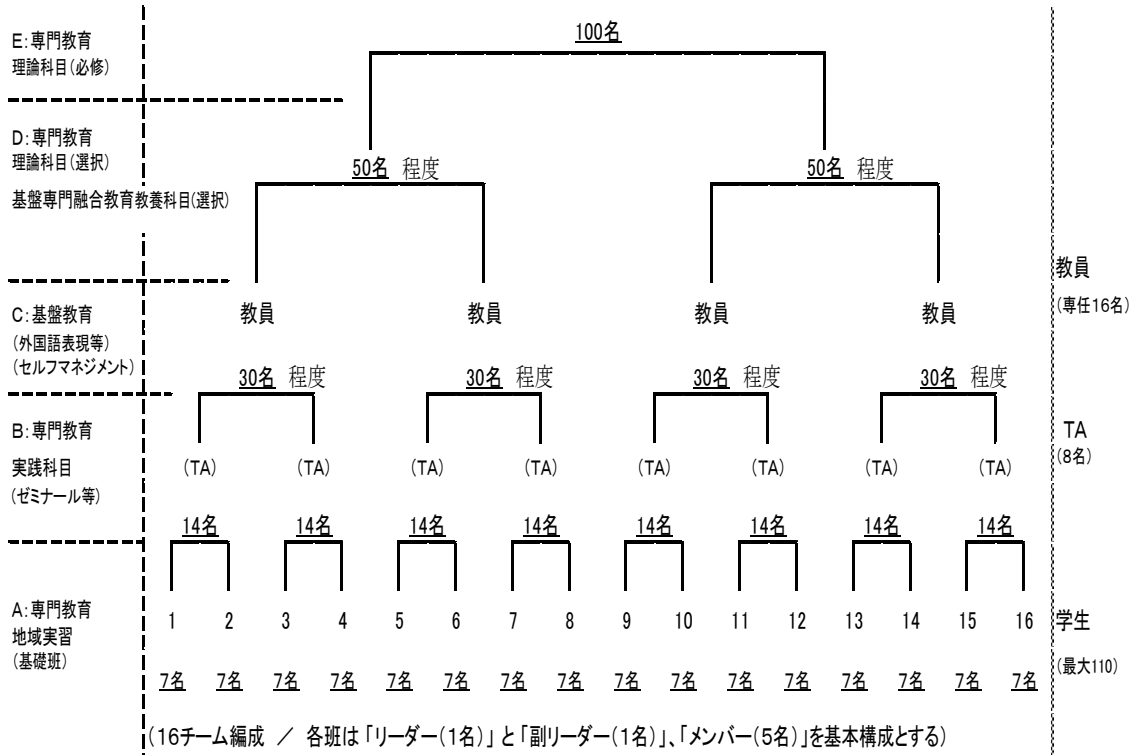 E:専門教育
理論科目(必修)
100名
D:専門教育
理論科目(選択)
基盤専門融合教育教養科目(選択)
50名 程度
50名 程度
C:基盤教育
(外国語表現等)
(セルフマネジメント)
教員
教員
教員
教員
教員
(専任16名)
30名 程度
30名 程度
30名 程度
30名 程度
B:専門教育
実践科目
(ゼミナール等)
(TA)
(TA)
(TA)
(TA)
(TA)
(TA)
(TA)
(TA)
TA
(8名)
14名
14名
14名
14名
14名
14名
14名
14名
A:専門教育
地域実習
(基礎班)
1 2 3 4 5 6 7 8 9 10 11 12 13 14 15 16
学生
(最大110)
7名 7名 7名 7名 7名 7名 7名 7名 7名 7名 7名 7名 7名 7名 7名 7名
(16チーム編成 / 各班は「リーダー(1名)」と「副リーダー(1名)」、「メンバー(5名)」を基本構成とする)